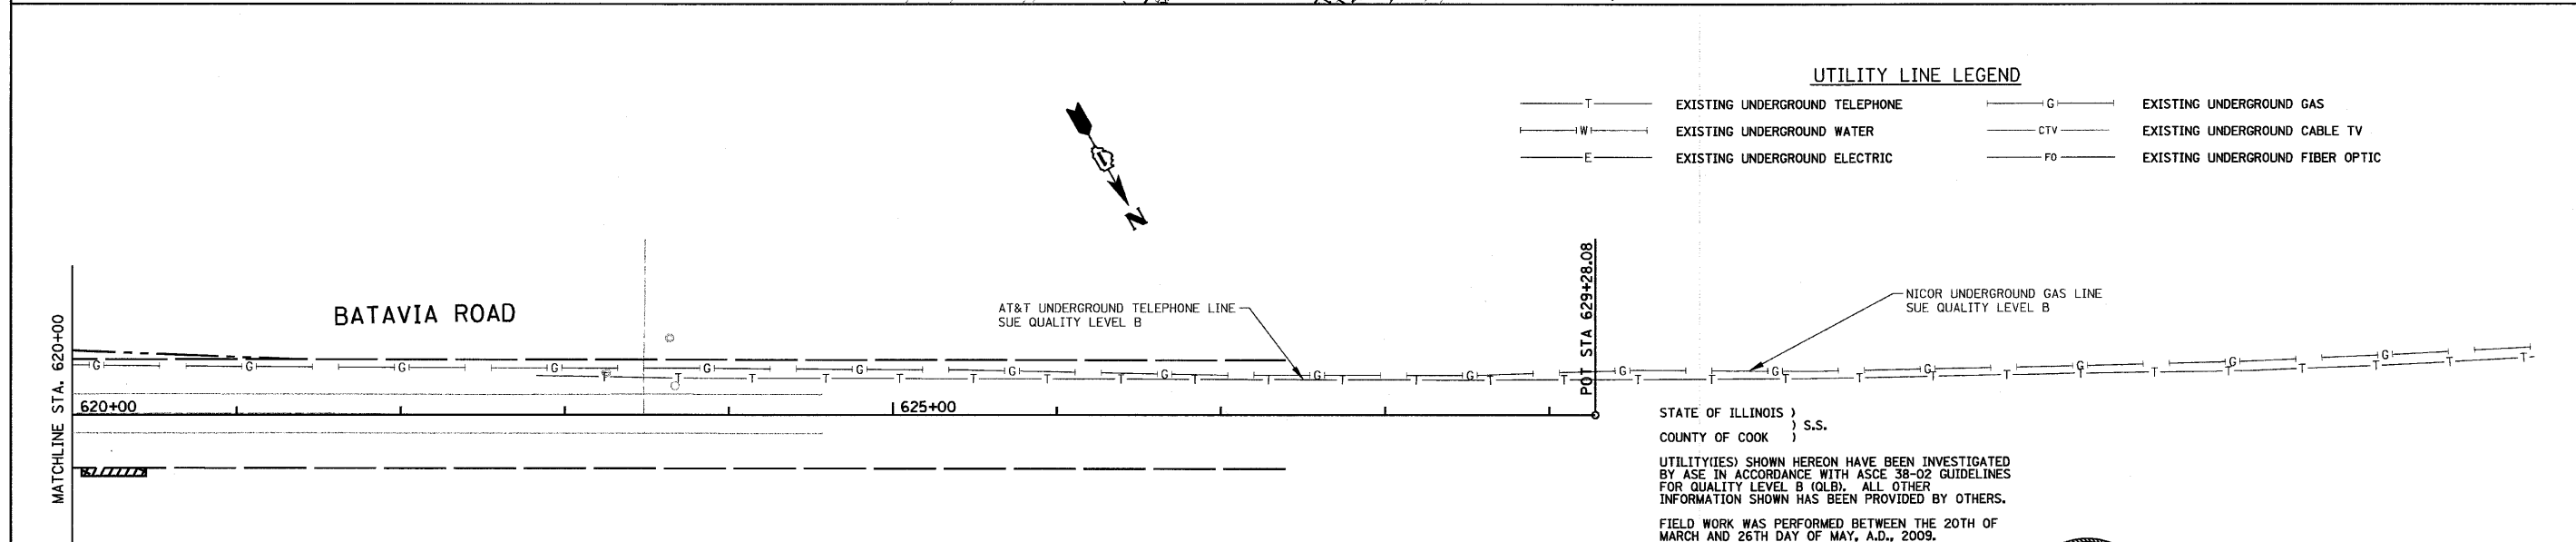 UTILITY LINE LEGEND
T EXISTING UNDERGROUND TELEPHONE
G EXISTING UNDERGROUND GAS
W EXISTING UNDERGROUND WATER
CTV EXISTING UNDERGROUND CABLE TV
E EXISTING UNDERGROUND ELECTRIC
FO EXISTING UNDERGROUND FIBER OPTIC
N
MATCHLINE STA. 620+00
BATAVIA ROAD
AT&T UNDERGROUND TELEPHONE LINE
SUE QUALITY LEVEL B
POT STA 629+28.08
NICOR UNDERGROUND GAS LINE
SUE QUALITY LEVEL B
G G G G G G G G G G G G G G G G
T T T T T T T T T T T T T T T T T T T T T T T T T T
620+00
625+00
STATE OF ILLINOIS )
) S.S.
COUNTY OF COOK )
UTILITY(IES) SHOWN HEREON HAVE BEEN INVESTIGATED
BY ASE IN ACCORDANCE WITH ASCE 38-02 GUIDELINES
FOR QUALITY LEVEL B (QLB). ALL OTHER
INFORMATION SHOWN HAS BEEN PROVIDED BY OTHERS.
FIELD WORK WAS PERFORMED BETWEEN THE 20TH OF
MARCH AND 26TH DAY OF MAY, A.D., 2009.